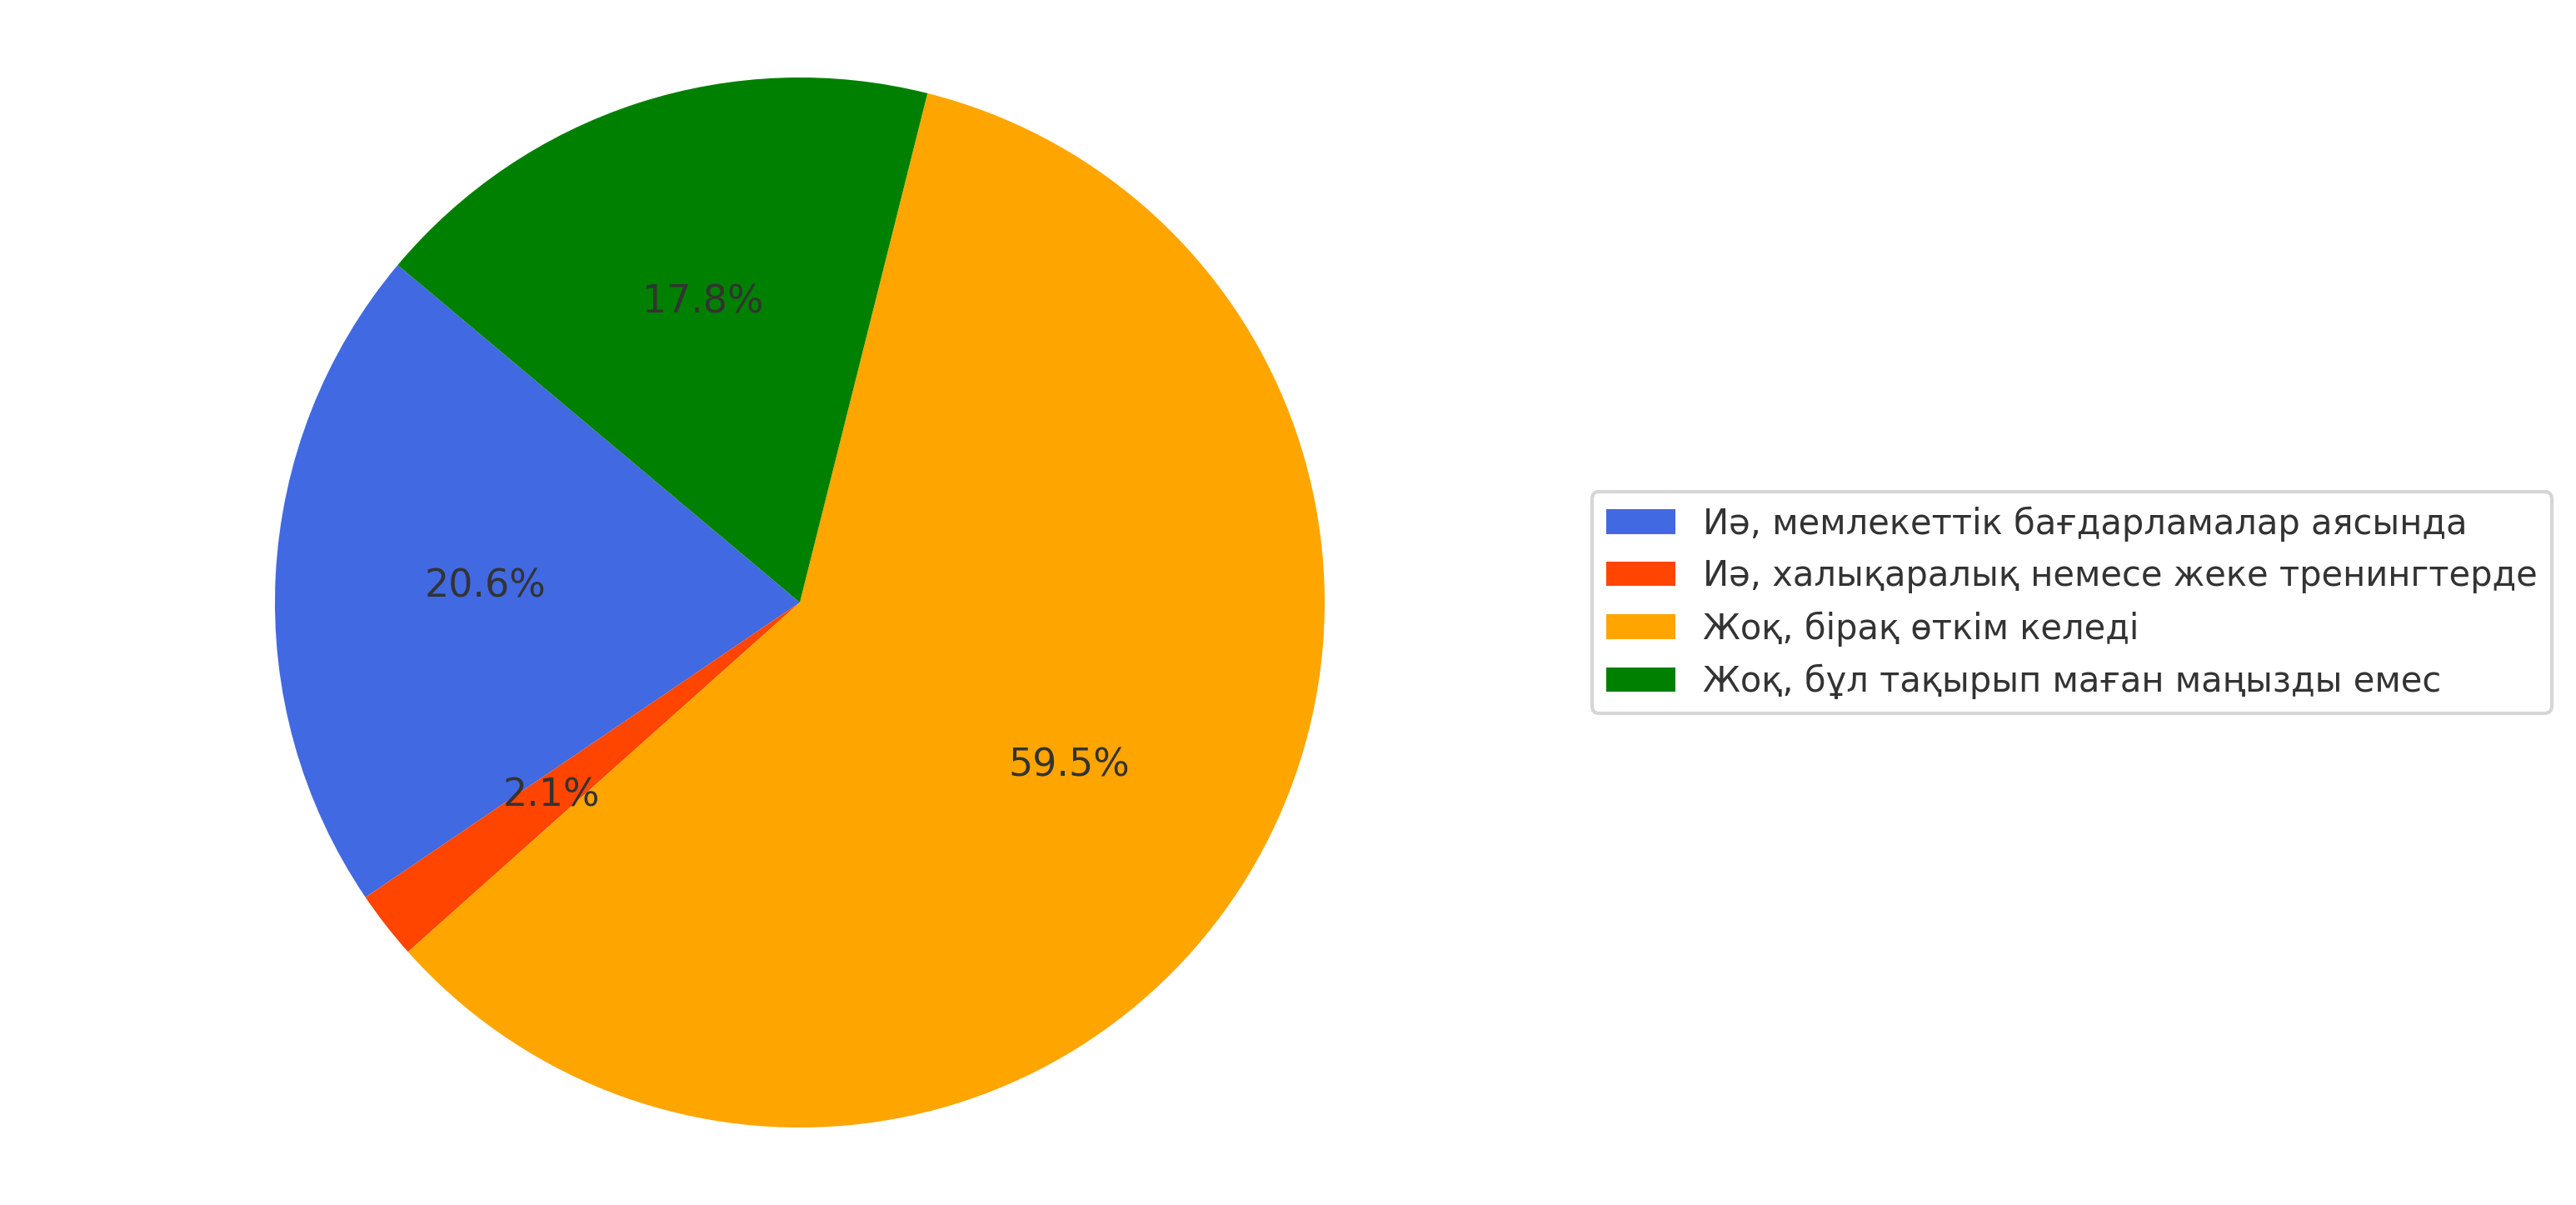 17.8%
20.6%
2.1%
59.5%
Иә, мемлекеттік бағдарламалар аясында
Иә, халықаралық немесе жеке тренингтерде
Жоқ, бірақ өткім келеді
Жоқ, бұл тақырып маған маңызды емес